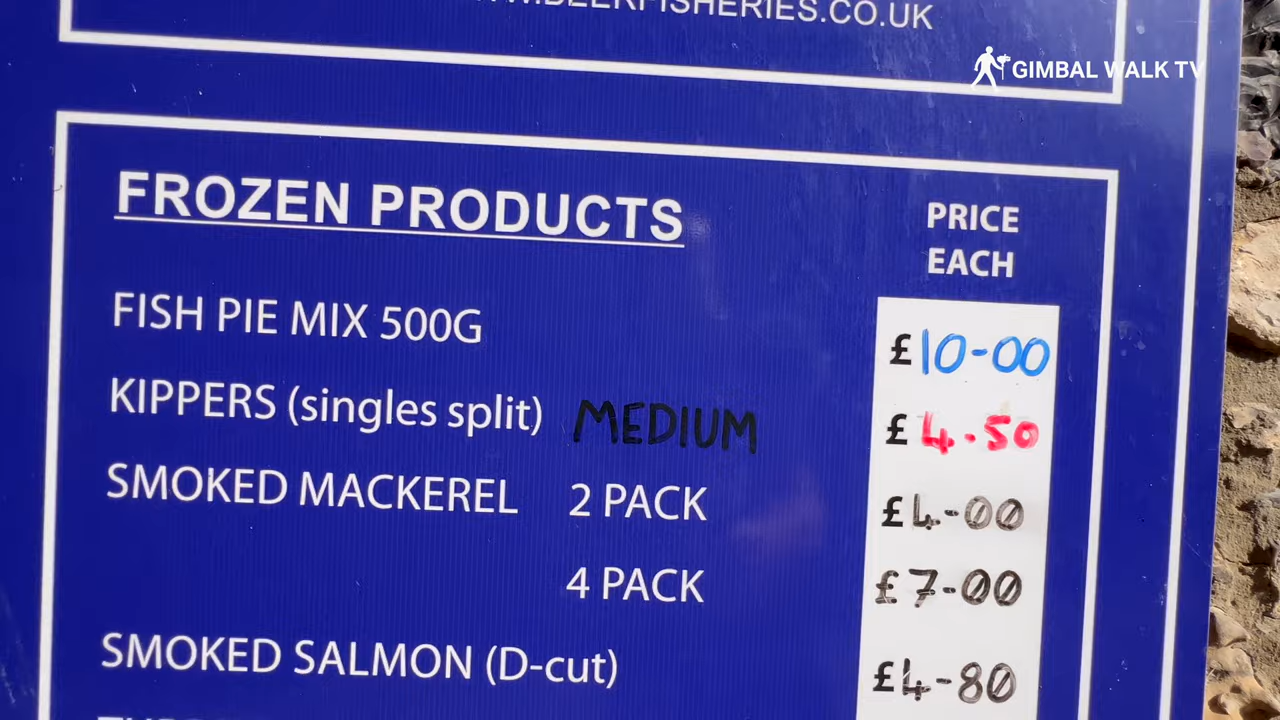 FISHERIES.CO.UK
GIMBAL WALK TV
FROZEN PRODUCTS
PRICE
EACH
FISH PIE MIX 500G £10-00
KIPPERS (singles split) MEDIUM £4.50
SMOKED MACKEREL 2 PACK £4-00
4 PACK £7-00
SMOKED SALMON (D-cut) £4-80